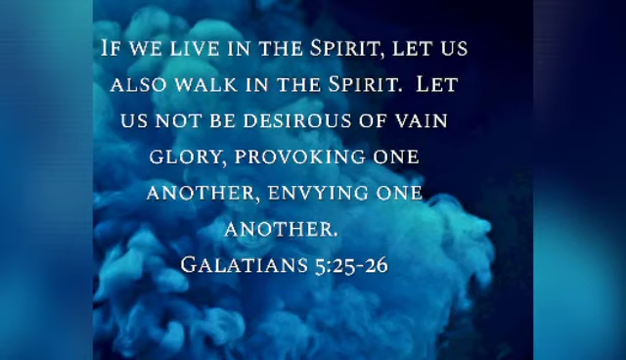 If we live in the Spirit, let us
also walk in the Spirit. Let
us not be desirous of vain
glory, provoking one
another, envying one
another.
Galatians 5:25-26